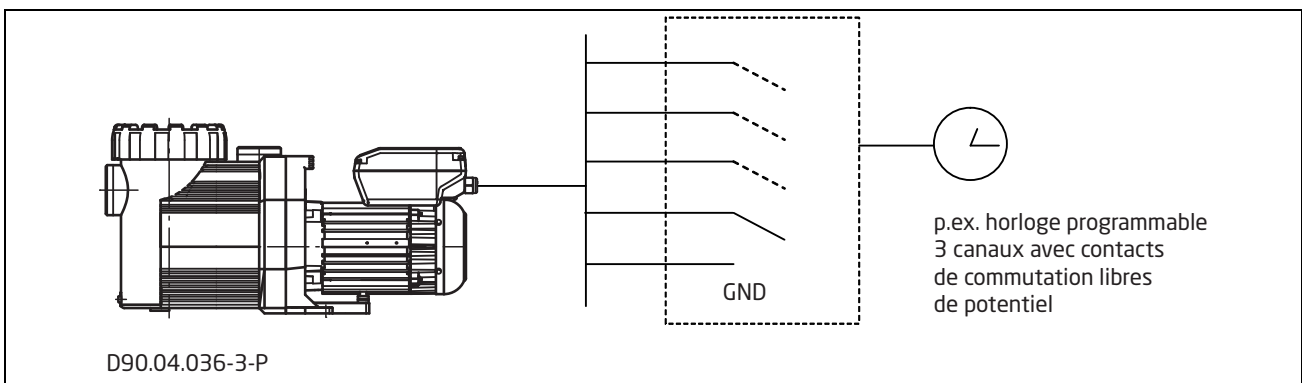 GND
p.ex. horloge programmable
3 canaux avec contacts
de commutation libres
de potentiel
D90.04.036-3-P